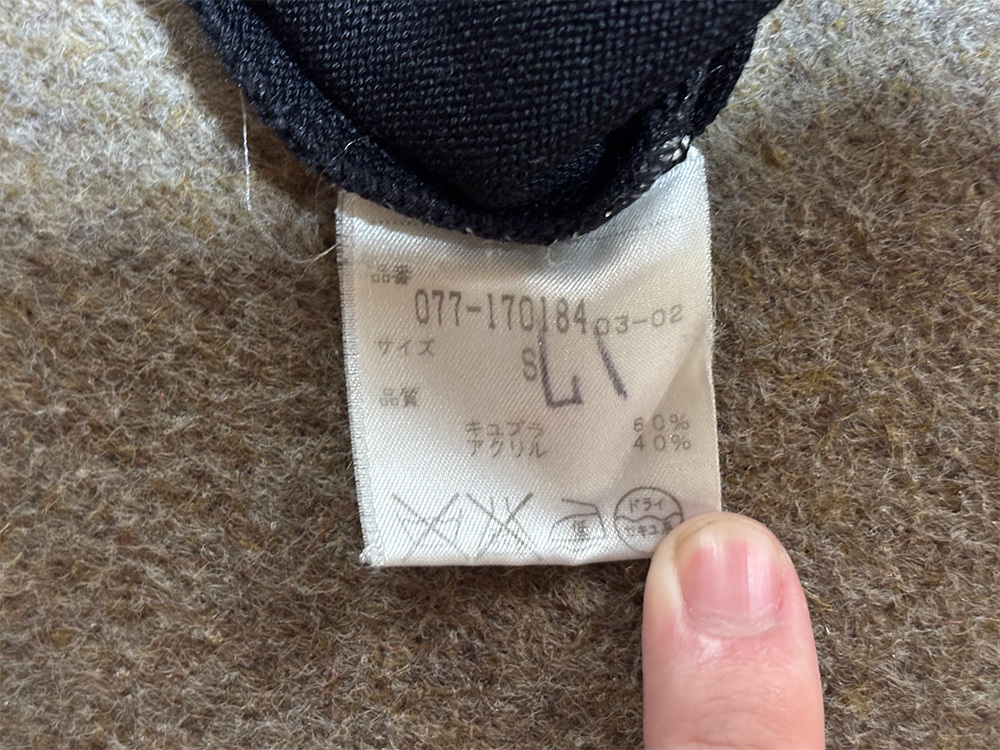 品番
077-170184 03-02
サイズ
S
品質
キュプラ 60%
アクリル 40%
ドライ